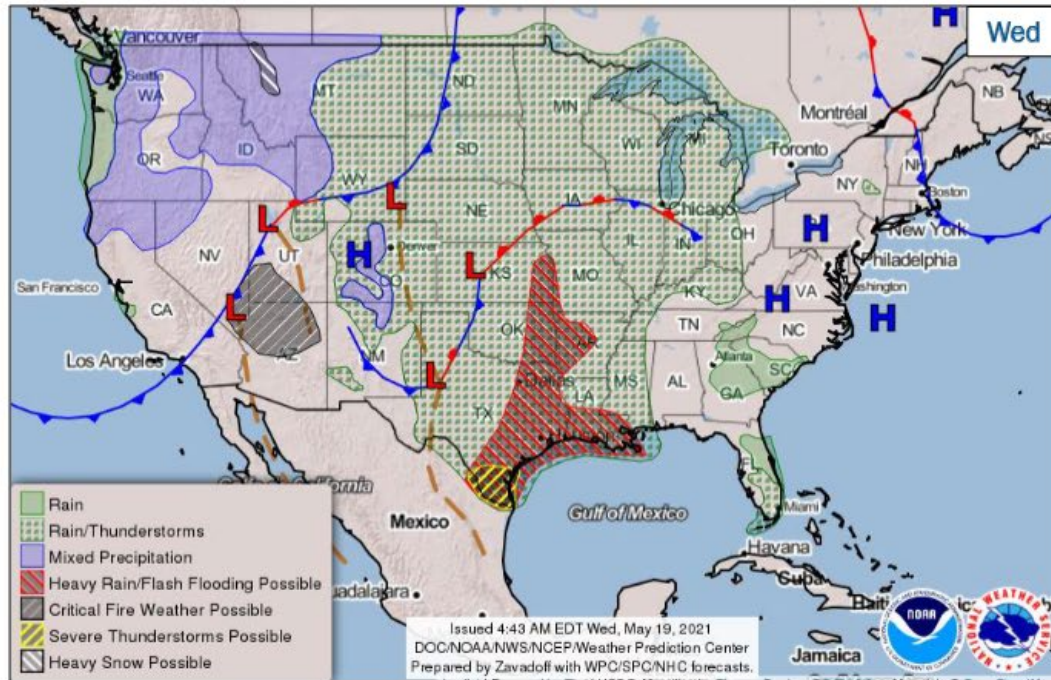 Wed
Vancouver
Seattle
WA
MT
ND
MN
Montréal
NB
OR
ID
SD
WI
MI
Toronto
NH
WY
NY
Boston
NE
IA
Chicago
New York
NV
UT
Denver
IL
IN
OH
Philadelphia
San Francisco
CA
CO
KS
MO
KY
VA
Washington
Los Angeles
AZ
NM
OK
AR
TN
NC
Dallas
Atlanta
SC
TX
LA
MS
AL
GA
FL
Mexico
Gulf of Mexico
Miami
Havana
Cuba
Jamaica
L
L
L
L
L
H
H
H
H
H
Rain
Rain/Thunderstorms
Mixed Precipitation
Heavy Rain/Flash Flooding Possible
Critical Fire Weather Possible
Severe Thunderstorms Possible
Heavy Snow Possible
Issued 4:43 AM EDT Wed, May 19, 2021
DOC/NOAA/NWS/NCEP/Weather Prediction Center
Prepared by Zavadoff with WPC/SPC/NHC forecasts.
NOAA
NATIONAL WEATHER SERVICE